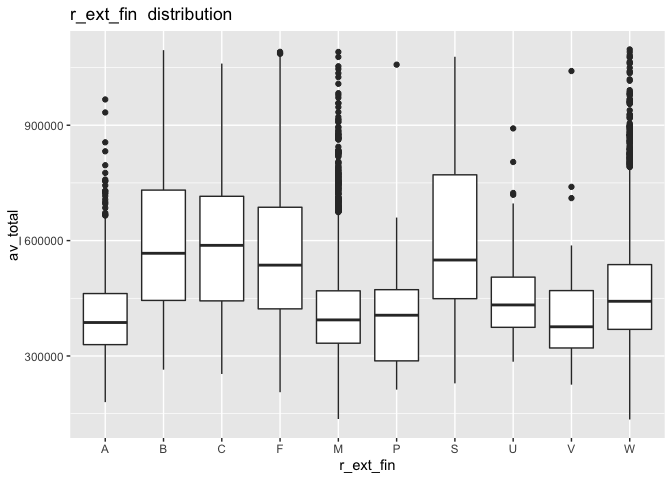 r_ext_fin distribution
900000
600000
300000
av_total
A B C F M P S U V W
r_ext_fin